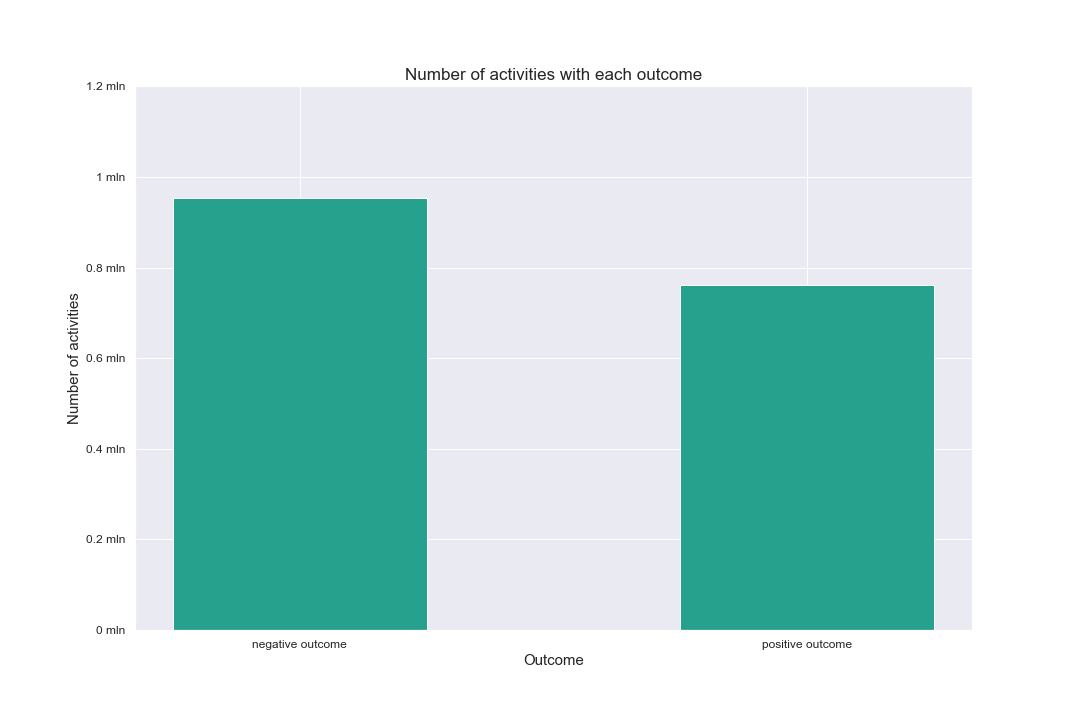 Number of activities with each outcome
1.2 mln
1 mln
0.8 mln
0.6 mln
0.4 mln
0.2 mln
0 mln
Number of activities
negative outcome
positive outcome
Outcome